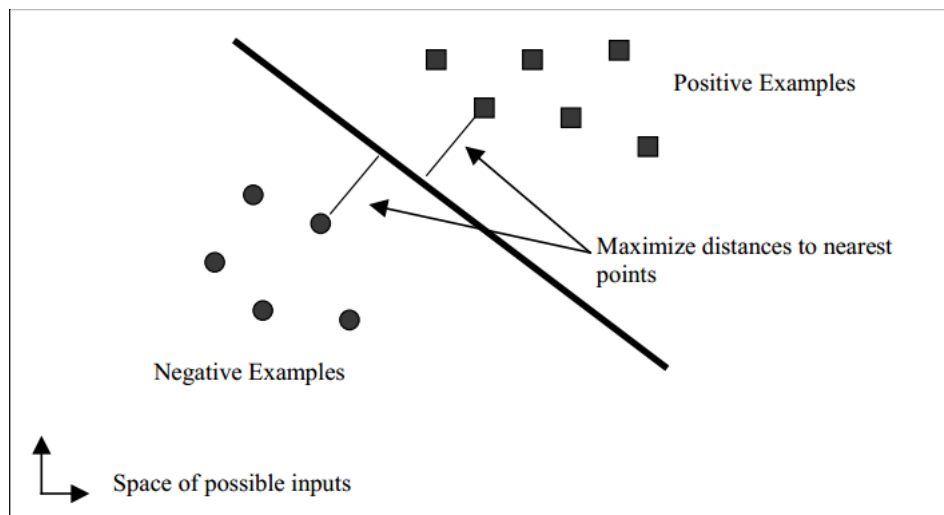 Positive Examples
Maximize distances to nearest
points
Negative Examples
Space of possible inputs